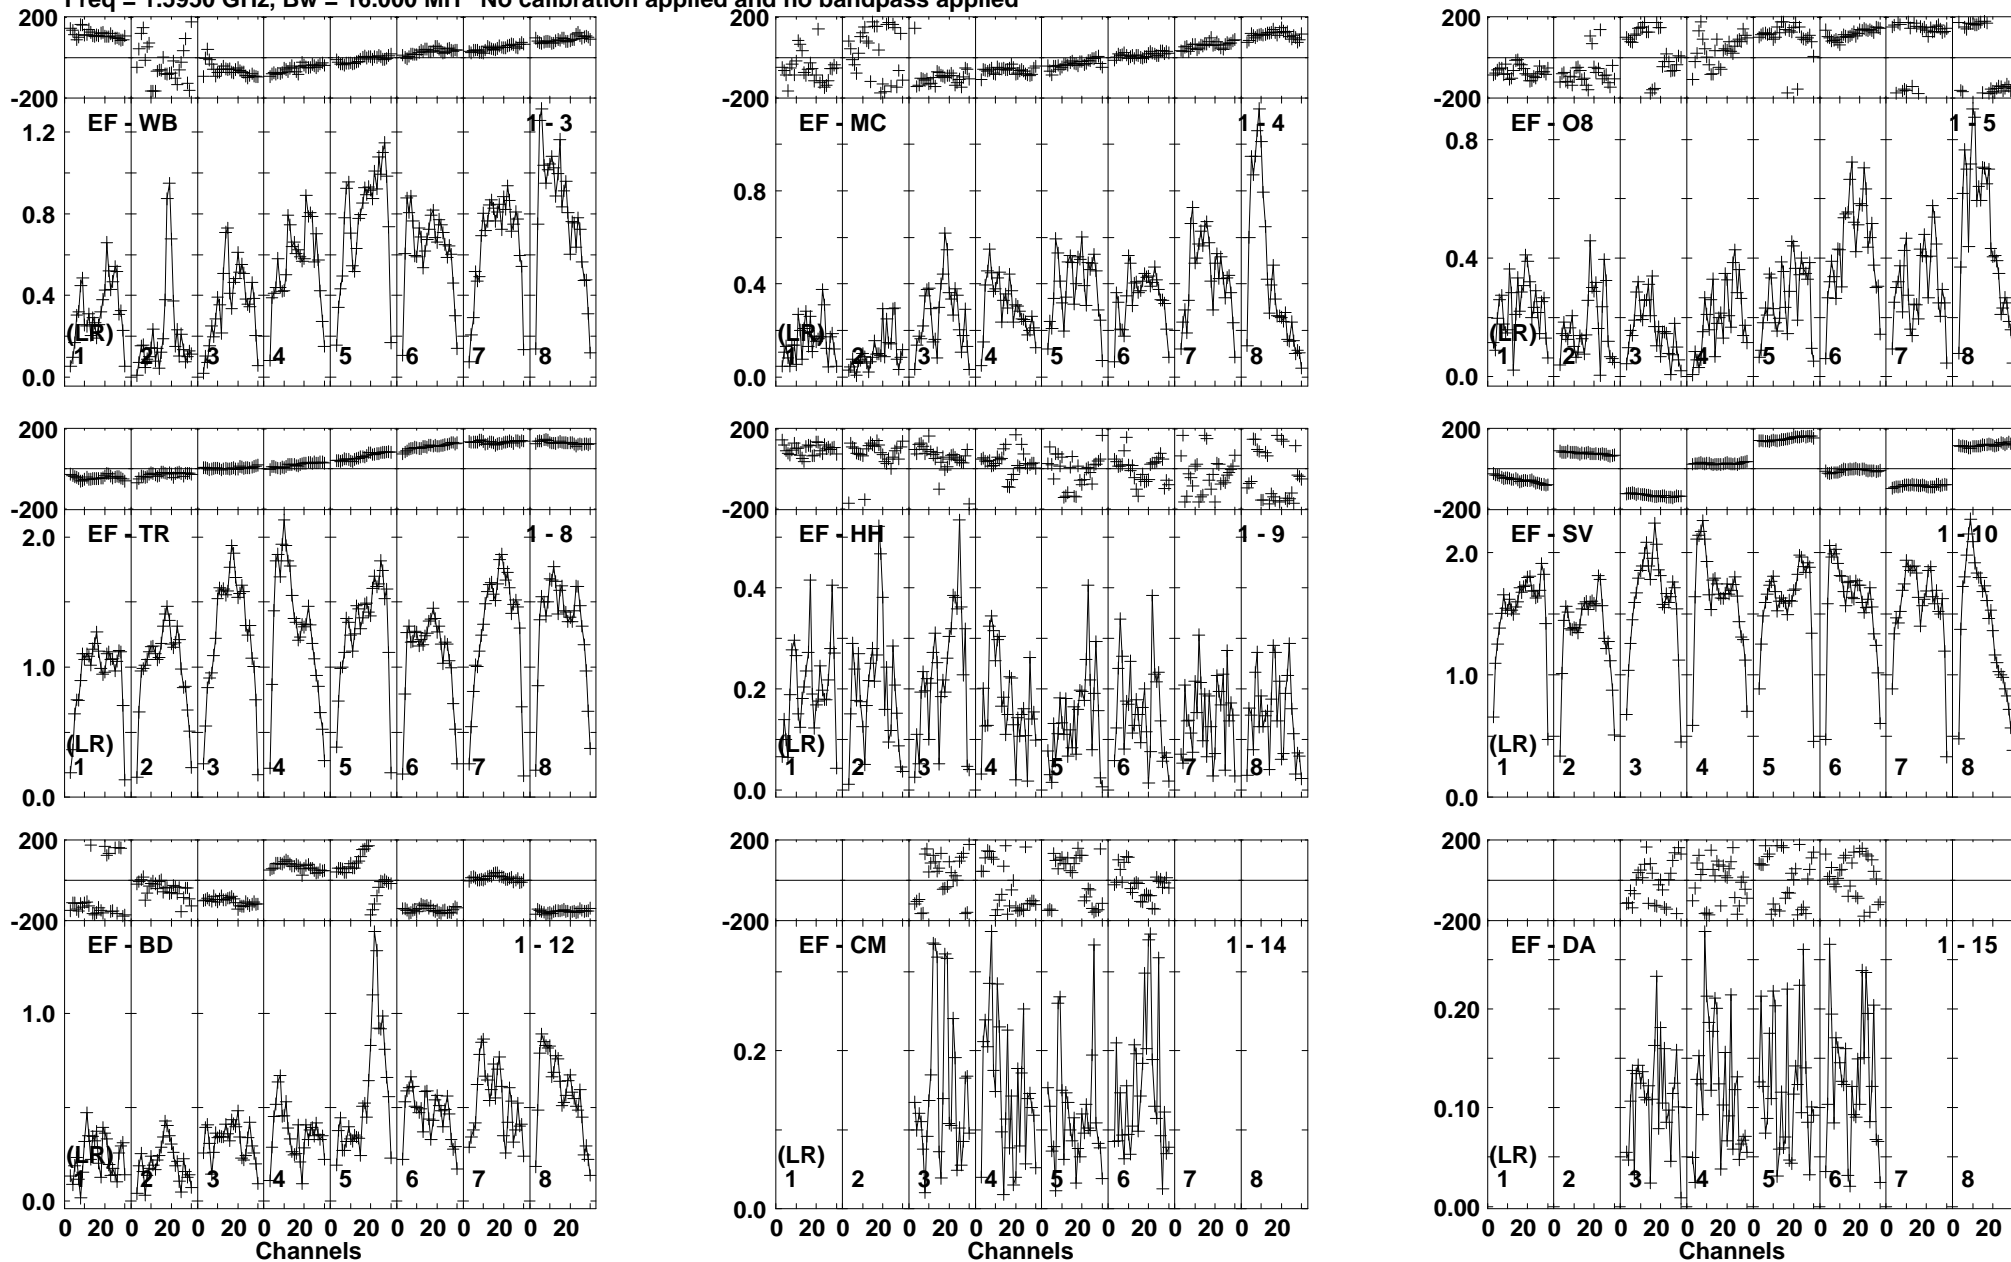 Freq = 1.5950 GHz, Bw = 16.000 MH No calibration applied and no bandpass applied
200 200 200
-200 -200 -200
EF - WB 1 - 3 EF - MC 1 - 4 EF - O8 1 - 5
1.2 0.8 0.4 0.0
0.8 0.4 0.0
0.8 0.4 0.0
(LR) (LR) (LR)
1 2 3 4 5 6 7 8 1 2 3 4 5 6 7 8 1 2 3 4 5 6 7 8
200 200 200
-200 -200 -200
EF - TR 1 - 8 EF - HH 1 - 9 EF - SV 1 - 10
2.0 1.0 0.0
0.4 0.2 0.0
2.0 1.0 0.0
(LR) (LR) (LR)
1 2 3 4 5 6 7 8 1 2 3 4 5 6 7 8 1 2 3 4 5 6 7 8
200 200 200
-200 -200 -200
EF - BD 1 - 12 EF - CM 1 - 14 EF - DA 1 - 15
1.0 0.0
0.2 0.0
0.20 0.10 0.00
(LR) (LR) (LR)
1 2 3 4 5 6 7 8 1 2 3 4 5 6 7 8 1 2 3 4 5 6 7 8
0 20 0 20 0 20 0 20 0 20 0 20 0 20 0 20 0 20 0 20 0 20 0 20 0 20 0 20 0 20 0 20 0 20 0 20 0 20 0 20 0 20 0 20 0 20 0 20
Channels Channels